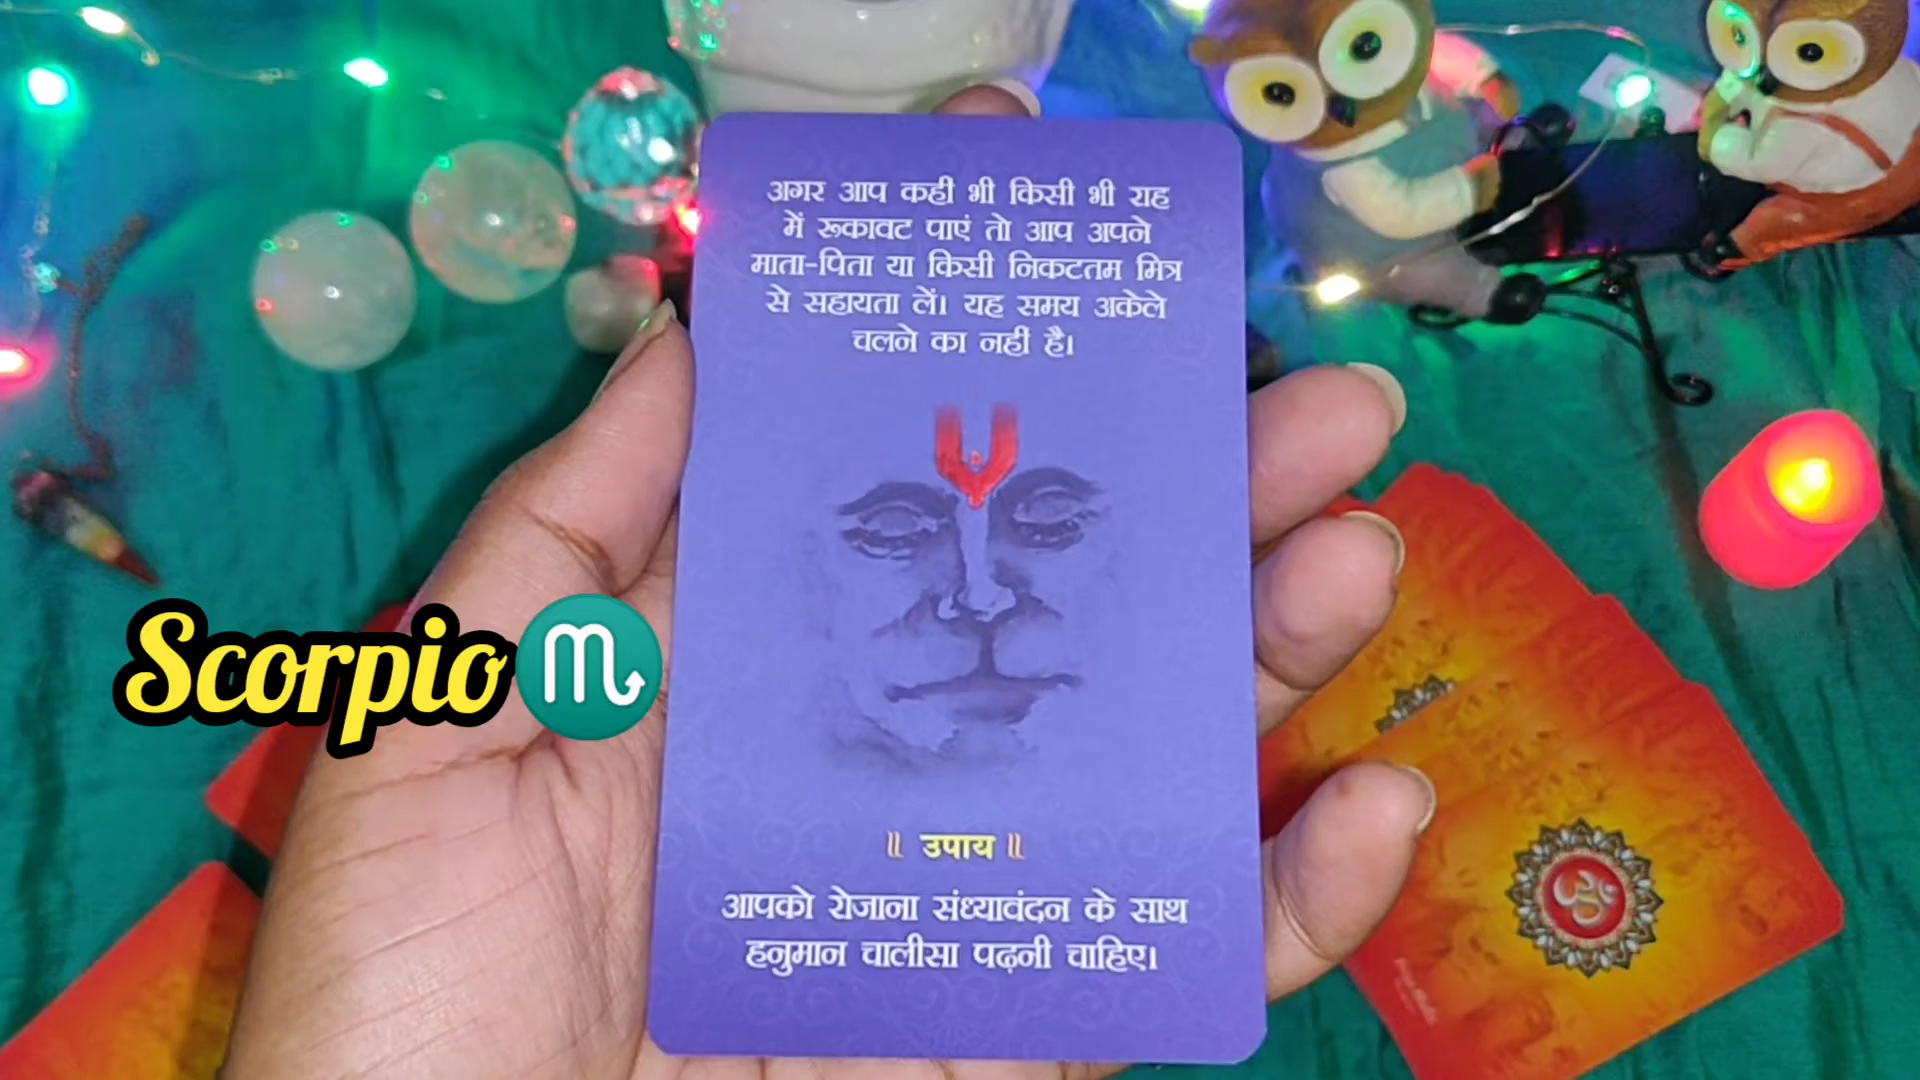 अगर आप कहीं भी किसी भी राह
में रूकावट पाएं तो आप अपने
माता-पिता या किसी निकटतम मित्र
से सहायता लें। यह समय अकेले
चलने का नहीं है।
Scorpio ♏
॥ उपाय ॥
आपको रोजाना संध्यावंदन के साथ
हनुमान चालीसा पढ़नी चाहिए।
ॐ